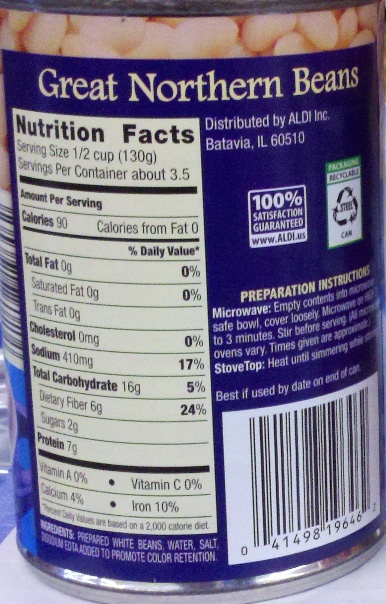 Great Northern Beans
Nutrition Facts
Serving Size 1/2 cup (130g)
Servings Per Container about 3.5
Amount Per Serving
Calories 90 Calories from Fat 0
% Daily Value*
Total Fat 0g 0%
Saturated Fat 0g 0%
Trans Fat 0g
Cholesterol 0mg 0%
Sodium 410mg 17%
Total Carbohydrate 16g 5%
Dietary Fiber 6g 24%
Sugars 2g
Protein 7g
Vitamin A 0% • Vitamin C 0%
Calcium 4% • Iron 10%
*Percent Daily Values are based on a 2,000 calorie diet.
INGREDIENTS: PREPARED WHITE BEANS, WATER, SALT,
DISODIUM EDTA ADDED TO PROMOTE COLOR RETENTION.
Distributed by ALDI Inc.
Batavia, IL 60510
100%
SATISFACTION
GUARANTEED
www.ALDI.us
PACKAGING
RECYCLABLE
STEEL
CAN
PREPARATION INSTRUCTIONS
Microwave: Empty contents into
safe bowl, cover loosely. Microwave on
to 3 minutes. Stir before serving. (All
ovens vary. Times given are approximate
StoveTop: Heat until simmering while
Best if used by date on end of can
0 41498 19646 2